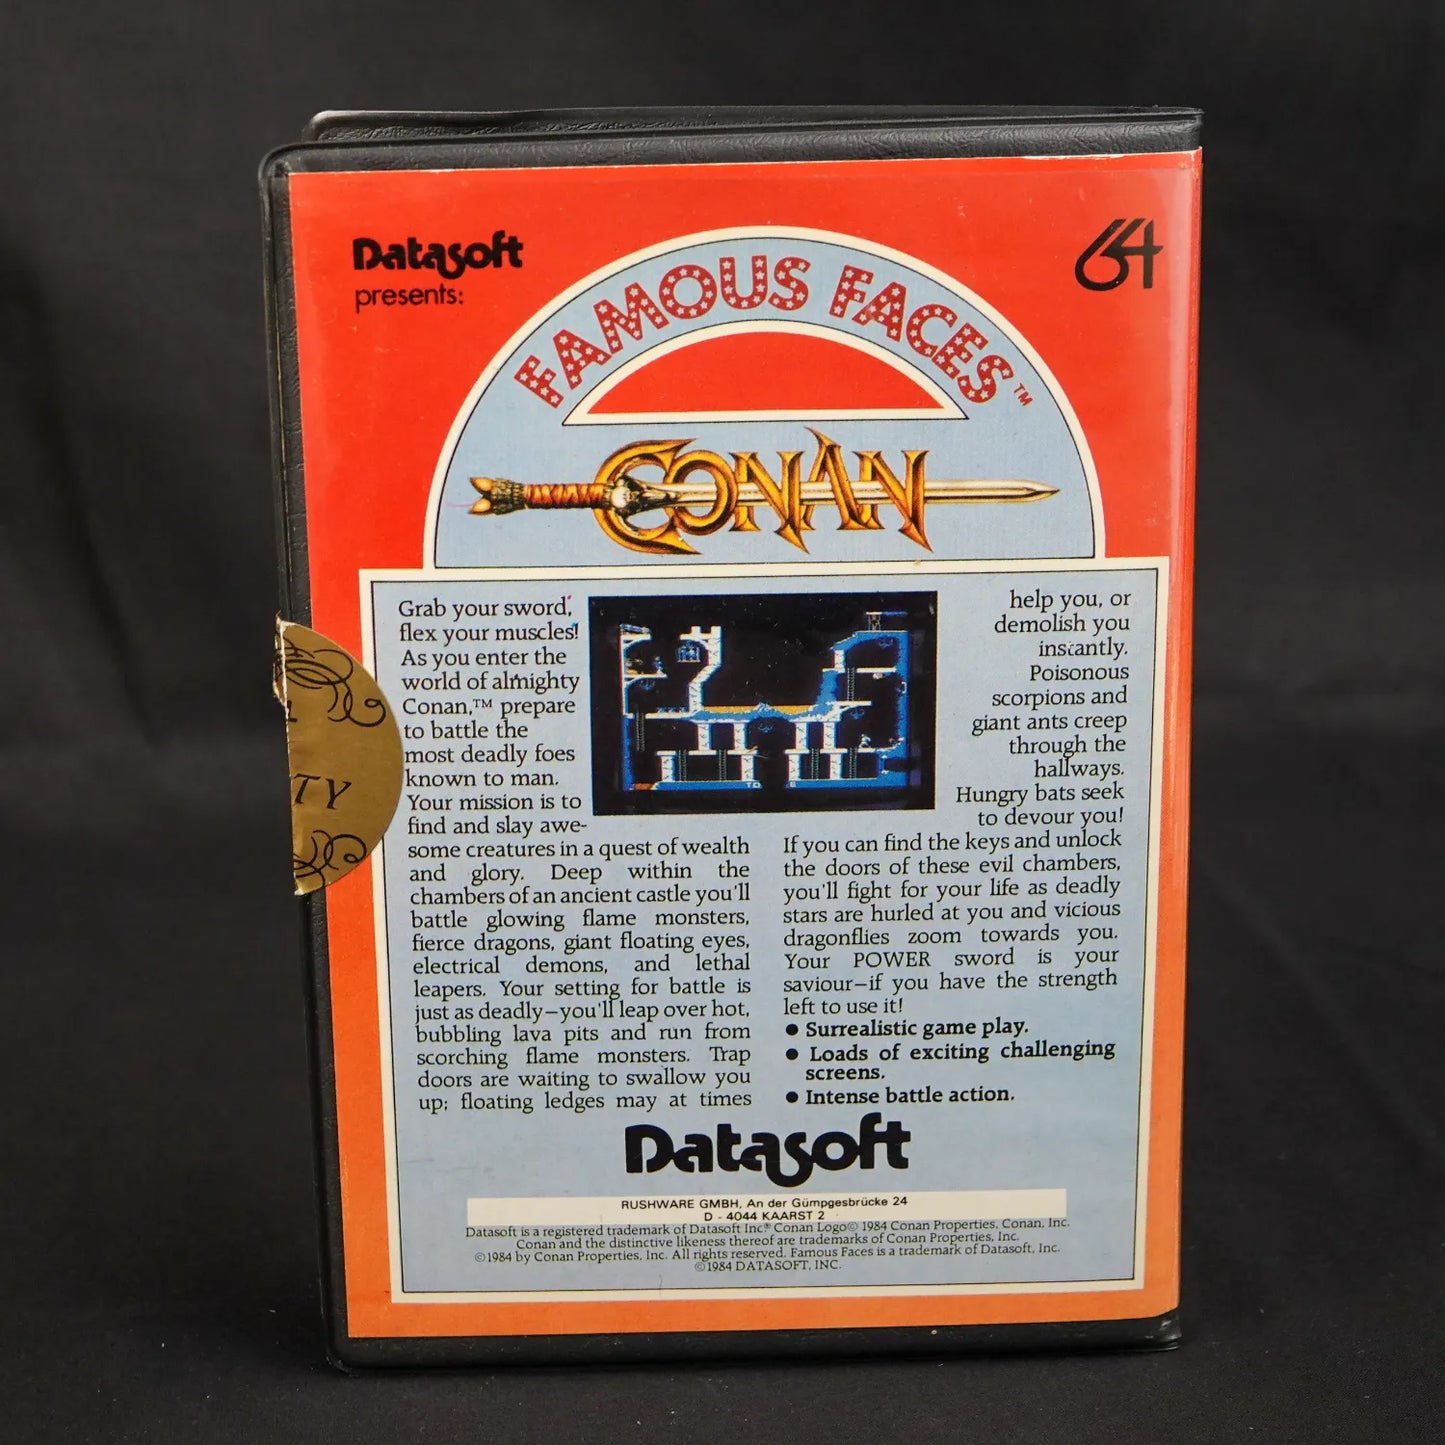 Datasoft
presents:
64
FAMOUS FACES™
CONAN
Grab your sword,
flex your muscles!
As you enter the
world of almighty
Conan,™ prepare
to battle the
most deadly foes
known to man.
Your mission is to
find and slay awe-
some creatures in a quest of wealth
and glory. Deep within the
chambers of an ancient castle you'll
battle glowing flame monsters,
fierce dragons, giant floating eyes,
electrical demons, and lethal
leapers. Your setting for battle is
just as deadly—you'll leap over hot,
bubbling lava pits and run from
scorching flame monsters. Trap
doors are waiting to swallow you
up; floating ledges may at times
help you, or
demolish you
instantly.
Poisonous
scorpions and
giant ants creep
through the
hallways.
Hungry bats seek
to devour you!
If you can find the keys and unlock
the doors of these evil chambers,
you'll fight for your life as deadly
stars are hurled at you and vicious
dragonflies zoom towards you.
Your POWER sword is your
saviour—if you have the strength
left to use it!
● Surrealistic game play.
● Loads of exciting challenging
screens.
● Intense battle action.
TY
Datasoft
RUSHWARE GMBH, An der Gümpgesbrücke 24
D - 4044 KAARST 2
Datasoft is a registered trademark of Datasoft Inc.® Conan Logo© 1984 Conan Properties, Conan, Inc.
Conan and the distinctive likeness thereof are trademarks of Conan Properties, Inc.
©1984 by Conan Properties, Inc. All rights reserved. Famous Faces is a trademark of Datasoft, Inc.
©1984 DATASOFT, INC.